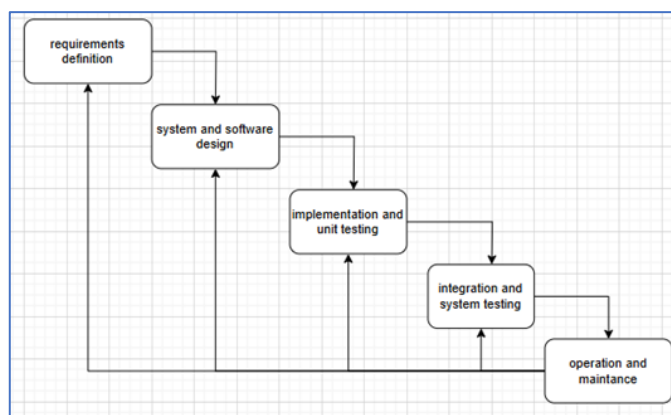 requirements
definition
system and software
design
implementation and
unit testing
integration and
system testing
operation and
maintance